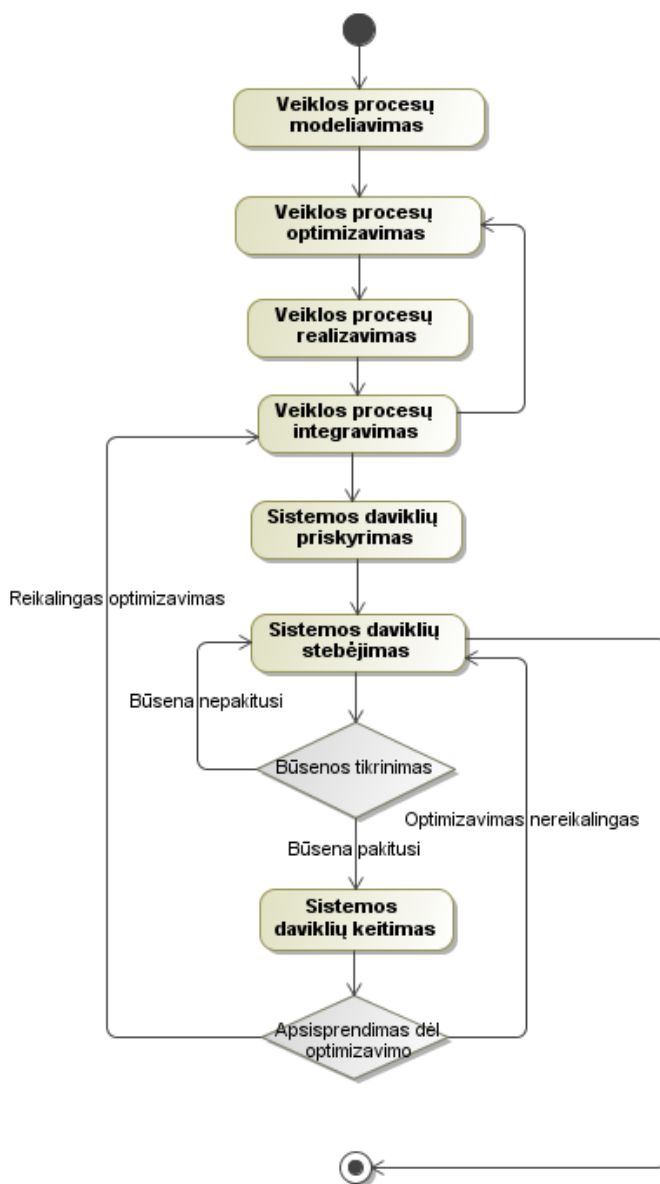 Veiklos procesų
modeliavimas
Veiklos procesų
optimizavimas
Veiklos procesų
realizavimas
Veiklos procesų
integravimas
Sistemos daviklių
priskyrimas
Reikalingas optimizavimas
Sistemos daviklių
stebėjimas
Būsena nepakitusi
Būsenos tikrinimas
Optimizavimas nereikalingas
Būsena pakitusi
Sistemos
daviklių keitimas
Apsisprendimas dėl
optimizavimo